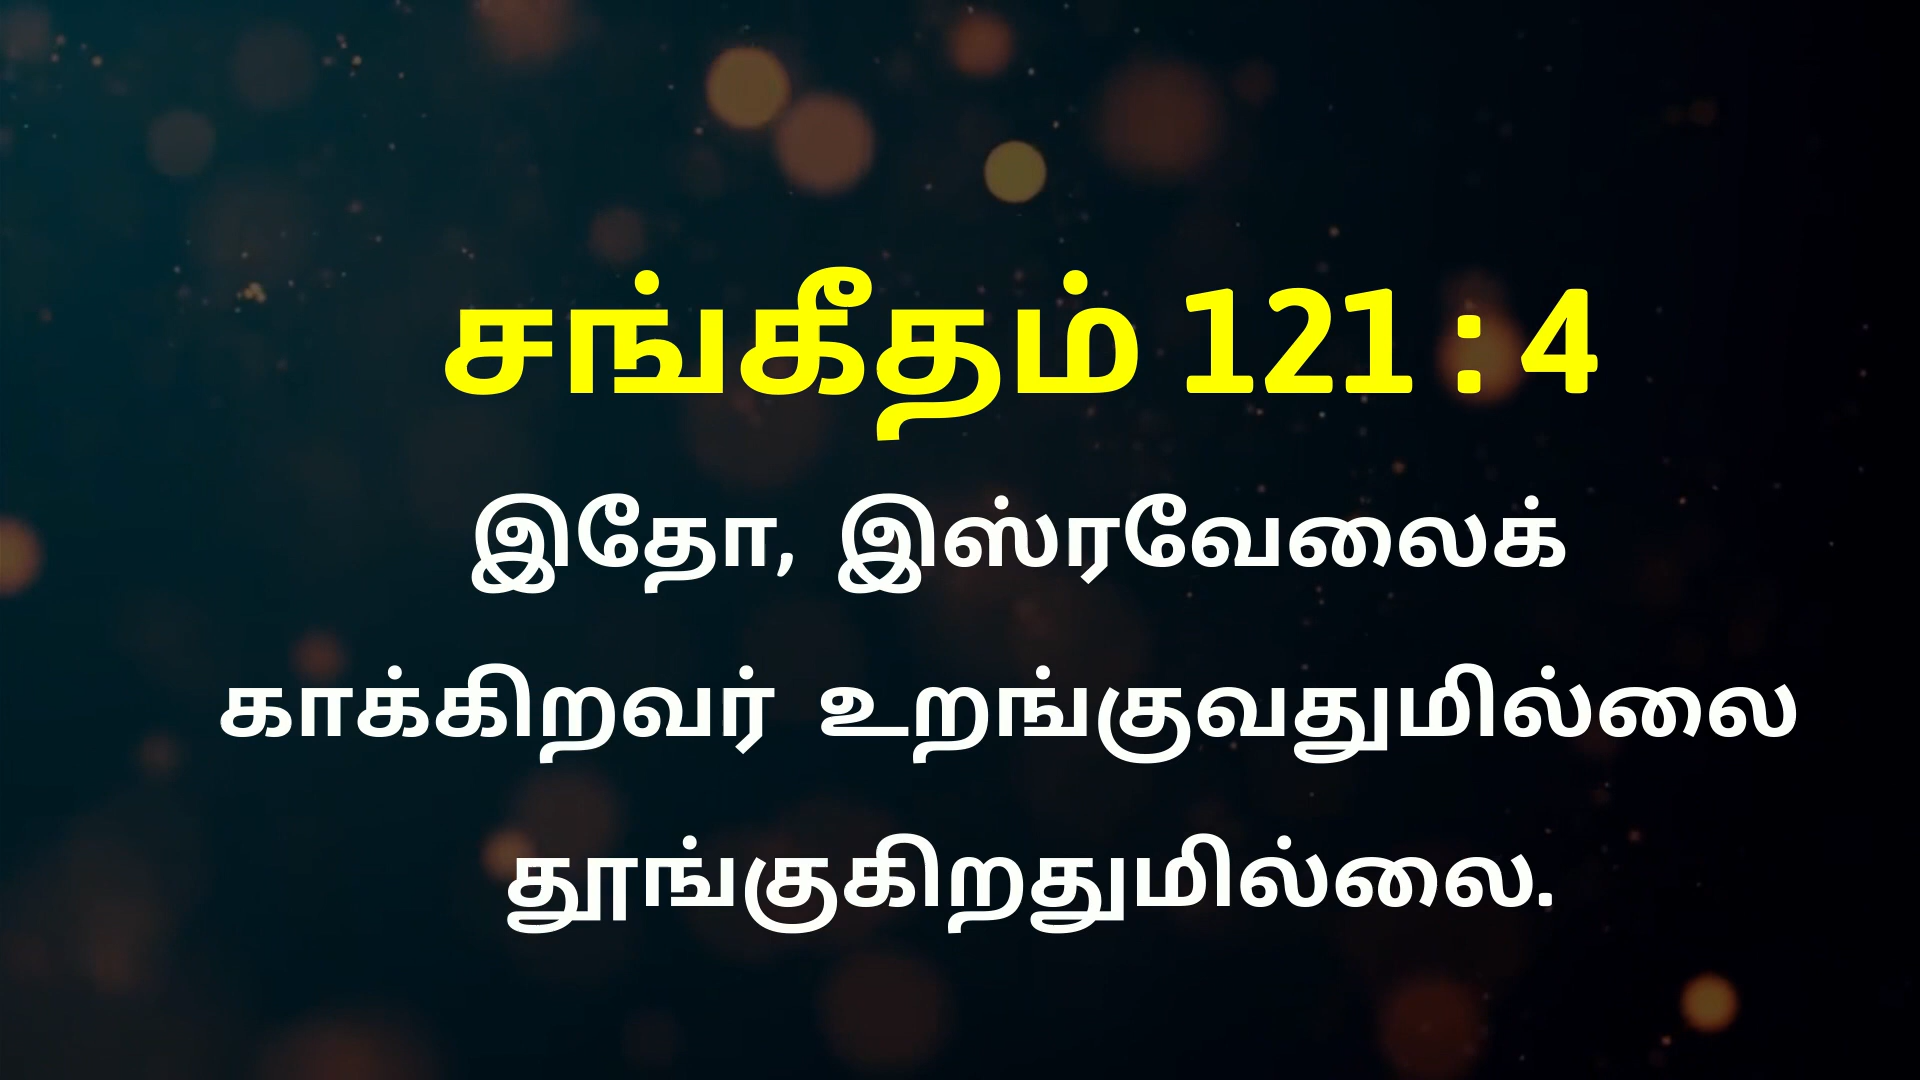 சங்கீதம் 121 : 4
இதோ, இஸ்ரவேலைக்
காக்கிறவர் உறங்குவதுமில்லை
தூங்குகிறதுமில்லை.